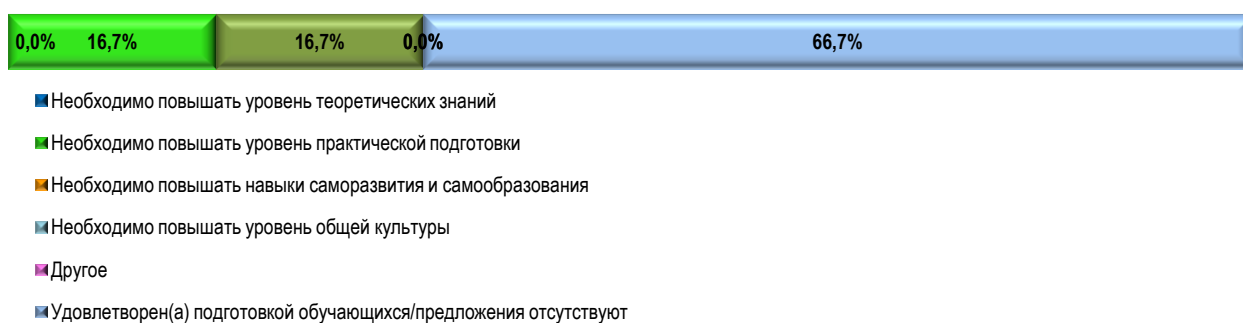 0,0% 16,7% 16,7% 0,0% 66,7%
Необходимо повышать уровень теоретических знаний
Необходимо повышать уровень практической подготовки
Необходимо повышать навыки саморазвития и самообразования
Необходимо повышать уровень общей культуры
Другое
Удовлетворен(а) подготовкой обучающихся/предложения отсутствуют